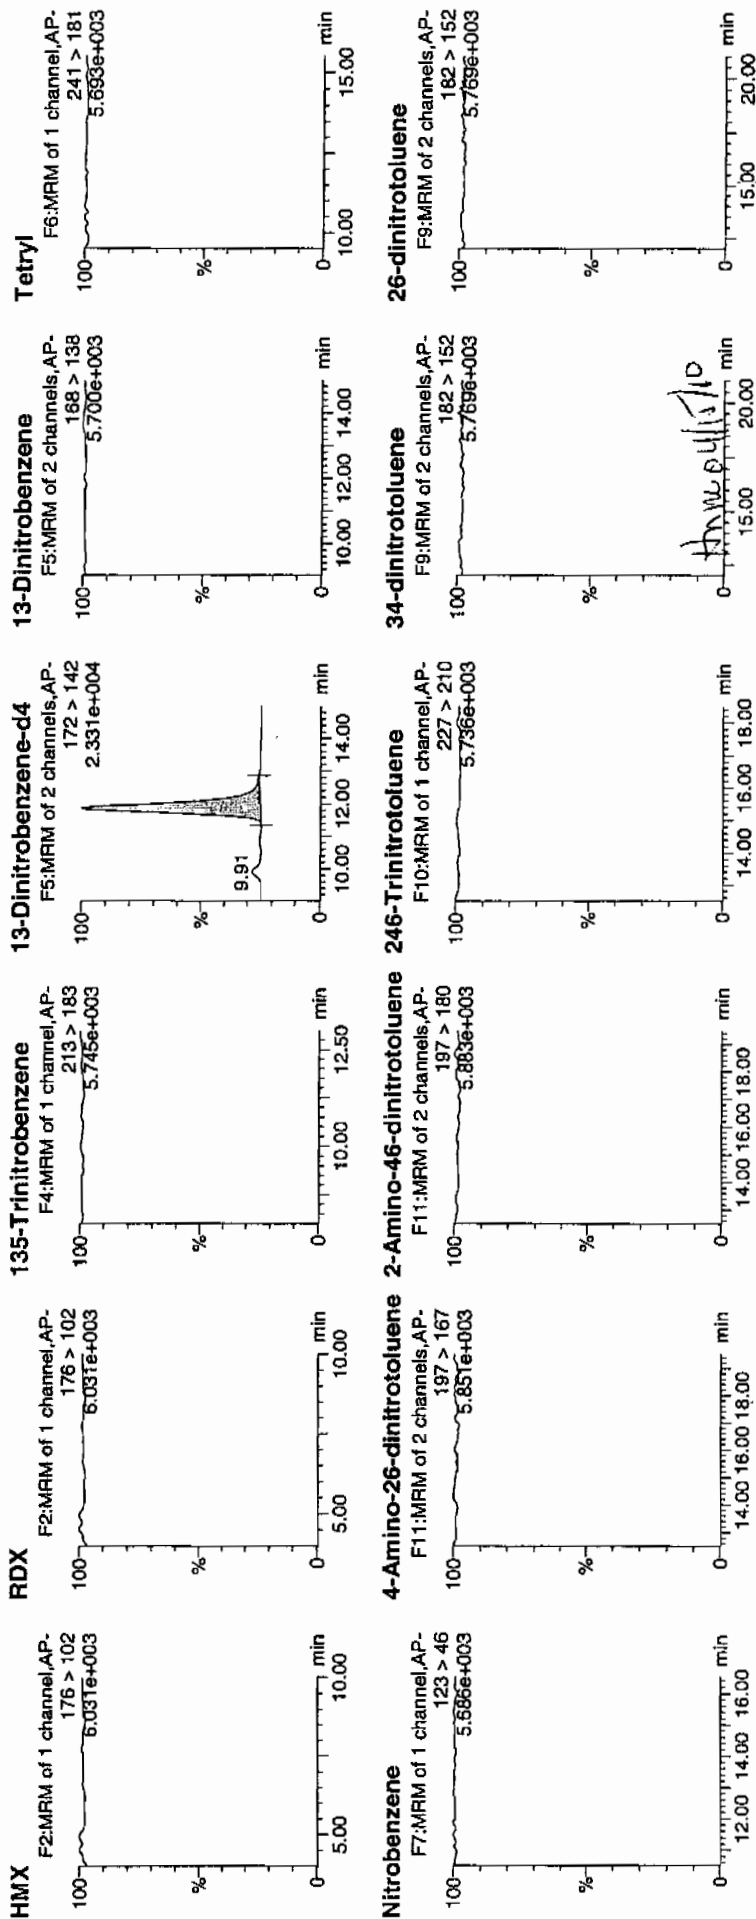 HMX
F2:MRM of 1 channel,AP-
176 > 102
6.031e+003
100
%
0
5.00 10.00 min
RDX
F2:MRM of 1 channel,AP-
176 > 102
6.031e+003
100
%
0
5.00 10.00 min
135-Trinitrobenzene
F4:MRM of 1 channel,AP-
213 > 183
5.745e+003
100
%
0
10.00 12.50 min
13-Dinitrobenzene-d4
F5:MRM of 2 channels,AP-
172 > 142
2.331e+004
100
%
9.91
0
10.00 12.00 14.00 min
13-Dinitrobenzene
F5:MRM of 2 channels,AP-
168 > 138
5.700e+003
100
%
0
10.00 12.00 14.00 min
Tetryl
F6:MRM of 1 channel,AP-
241 > 181
5.693e+003
100
%
0
10.00 15.00 min
Nitrobenzene
F7:MRM of 1 channel,AP-
123 > 46
5.686e+003
100
%
0
12.00 14.00 16.00 min
4-Amino-26-dinitrotoluene
F11:MRM of 2 channels,AP-
197 > 167
5.851e+003
100
%
0
14.00 16.00 18.00 min
2-Amino-46-dinitrotoluene
F11:MRM of 2 channels,AP-
197 > 180
5.883e+003
100
%
0
14.00 16.00 18.00 min
246-Trinitrotoluene
F10:MRM of 1 channel,AP-
227 > 210
5.736e+003
100
%
0
14.00 16.00 18.00 min
34-dinitrotoluene
F9:MRM of 2 channels,AP-
182 > 152
5.769e+003
100
%
0
15.00 20.00 min
26-dinitrotoluene
F9:MRM of 2 channels,AP-
182 > 152
5.769e+003
100
%
0
15.00 20.00 min